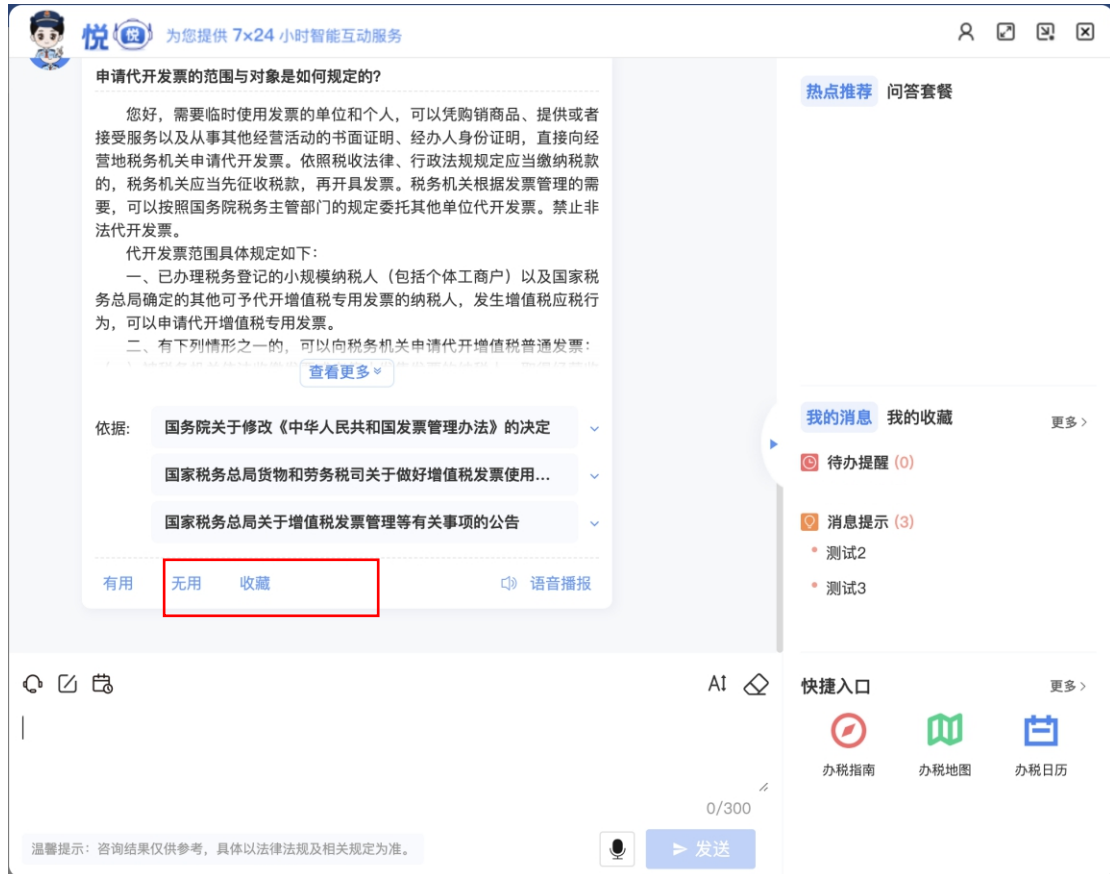 悦 悦 为您提供 7×24 小时智能互动服务
申请代开发票的范围与对象是如何规定的?
您好，需要临时使用发票的单位和个人，可以凭购销商品、提供或者
接受服务以及从事其他经营活动的书面证明、经办人身份证明，直接向经
营地税务机关申请代开发票。依照税收法律、行政法规规定应当缴纳税款
的，税务机关应当先征收税款，再开具发票。税务机关根据发票管理的需
要，可以按照国务院税务主管部门的规定委托其他单位代开发票。禁止非
法代开发票。
代开发票范围具体规定如下：
一、已办理税务登记的小规模纳税人（包括个体工商户）以及国家税
务总局确定的其他可予代开增值税专用发票的纳税人，发生增值税应税行
为，可以申请代开增值税专用发票。
二、有下列情形之一的，可以向税务机关申请代开增值税普通发票：
查看更多
依据:
国务院关于修改《中华人民共和国发票管理办法》的决定
国家税务总局货物和劳务税司关于做好增值税发票使用...
国家税务总局关于增值税发票管理等有关事项的公告
有用 无用 收藏 语音播报
A
0/300
温馨提示：咨询结果仅供参考，具体以法律法规及相关规定为准。
发送
热点推荐 问答套餐
我的消息 我的收藏 更多
待办提醒 (0)
消息提示 (3)
测试2
测试3
快捷入口 更多
办税指南 办税地图 办税日历